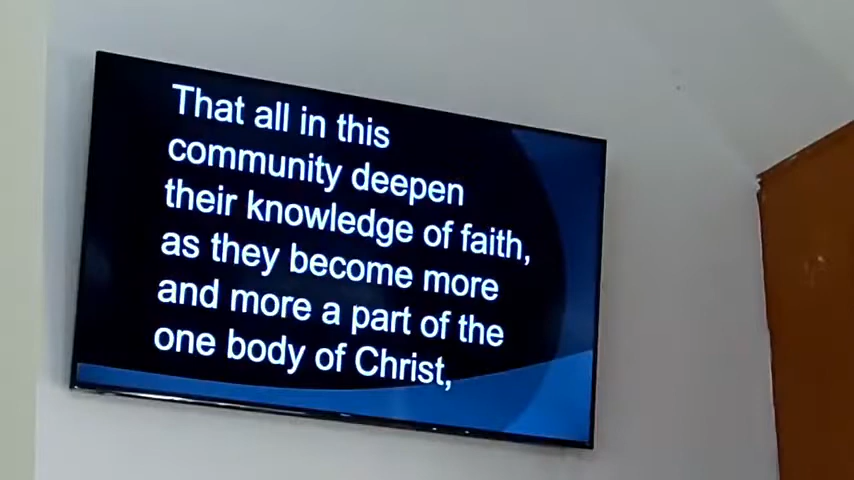 That all in this
community deepen
their knowledge of faith,
as they become more
and more a part of the
one body of Christ,